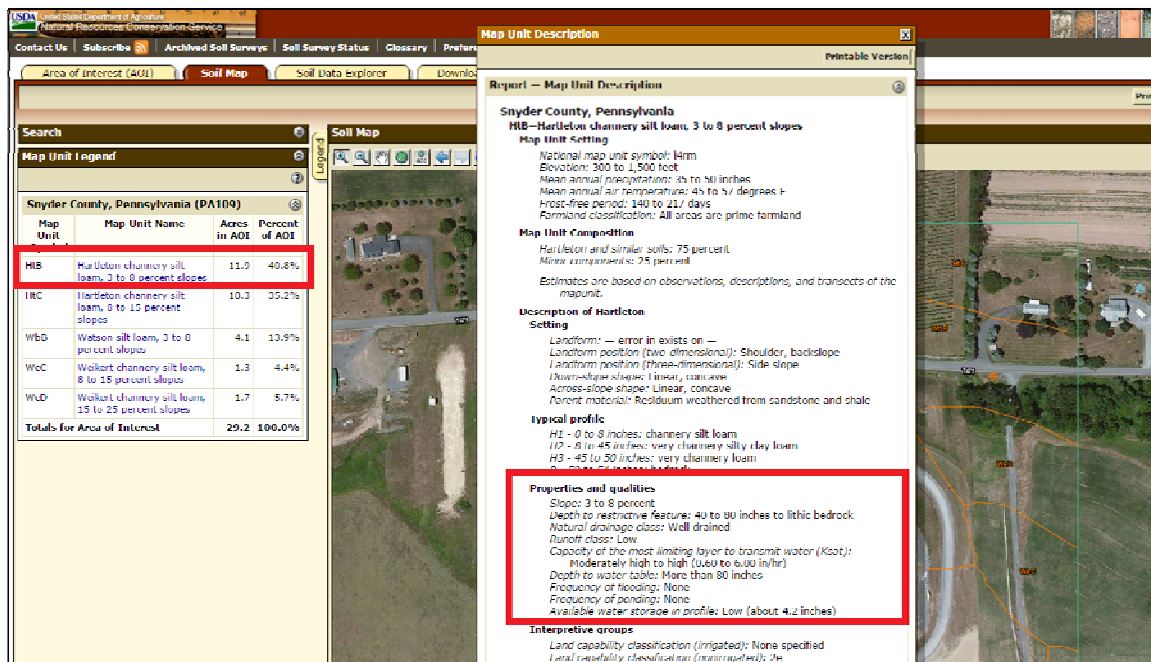 USDA United States Department of Agriculture
Natural Resources Conservation Service
Contact Us | Subscribe | Archived Soil Surveys | Soil Survey Status | Glossary | Prefere
Area of Interest (AOI)
Soil Map
Soil Data Explorer
Downloa
Prin
Search
Map Unit Legend
Snyder County, Pennsylvania (PA109)
Map Unit
Map Unit Name
Acres in AOI
Percent of AOI
HtB Hartleton channery silt loam, 3 to 8 percent slopes 11.9 40.8%
HtC Hartleton channery silt loam, 8 to 15 percent slopes 10.3 35.2%
WbB Watson silt loam, 3 to 8 percent slopes 4.1 13.9%
WeC Weikert channery silt loam, 8 to 15 percent slopes 1.3 4.4%
WeD Weikert channery silt loam, 15 to 25 percent slopes 1.7 5.7%
Totals for Area of Interest 29.2 100.0%
Legend
Soil Map
Map Unit Description
Printable Version
Report — Map Unit Description
Snyder County, Pennsylvania
HtB—Hartleton channery silt loam, 3 to 8 percent slopes
Map Unit Setting
National map unit symbol: l4rm
Elevation: 300 to 1,500 feet
Mean annual precipitation: 35 to 50 inches
Mean annual air temperature: 45 to 57 degrees F
Frost-free period: 140 to 217 days
Farmland classification: All areas are prime farmland
Map Unit Composition
Hartleton and similar soils: 75 percent
Minor components: 25 percent
Estimates are based on observations, descriptions, and transects of the
mapunit.
Description of Hartleton
Setting
Landform: — error in exists on —
Landform position (two-dimensional): Shoulder, backslope
Landform position (three-dimensional): Side slope
Down-slope shape: Linear, concave
Across-slope shape: Linear, concave
Parent material: Residuum weathered from sandstone and shale
Typical profile
H1 - 0 to 8 inches: channery silt loam
H2 - 8 to 45 inches: very channery silty clay loam
H3 - 45 to 50 inches: very channery loam
Properties and qualities
Slope: 3 to 8 percent
Depth to restrictive feature: 40 to 80 inches to lithic bedrock
Natural drainage class: Well drained
Runoff class: Low
Capacity of the most limiting layer to transmit water (Ksat):
Moderately high to high (0.60 to 6.00 in/hr)
Depth to water table: More than 80 inches
Frequency of flooding: None
Frequency of ponding: None
Available water storage in profile: Low (about 4.2 inches)
Interpretive groups
Land capability classification (irrigated): None specified
Land capability classification (nonirrigated): 2e